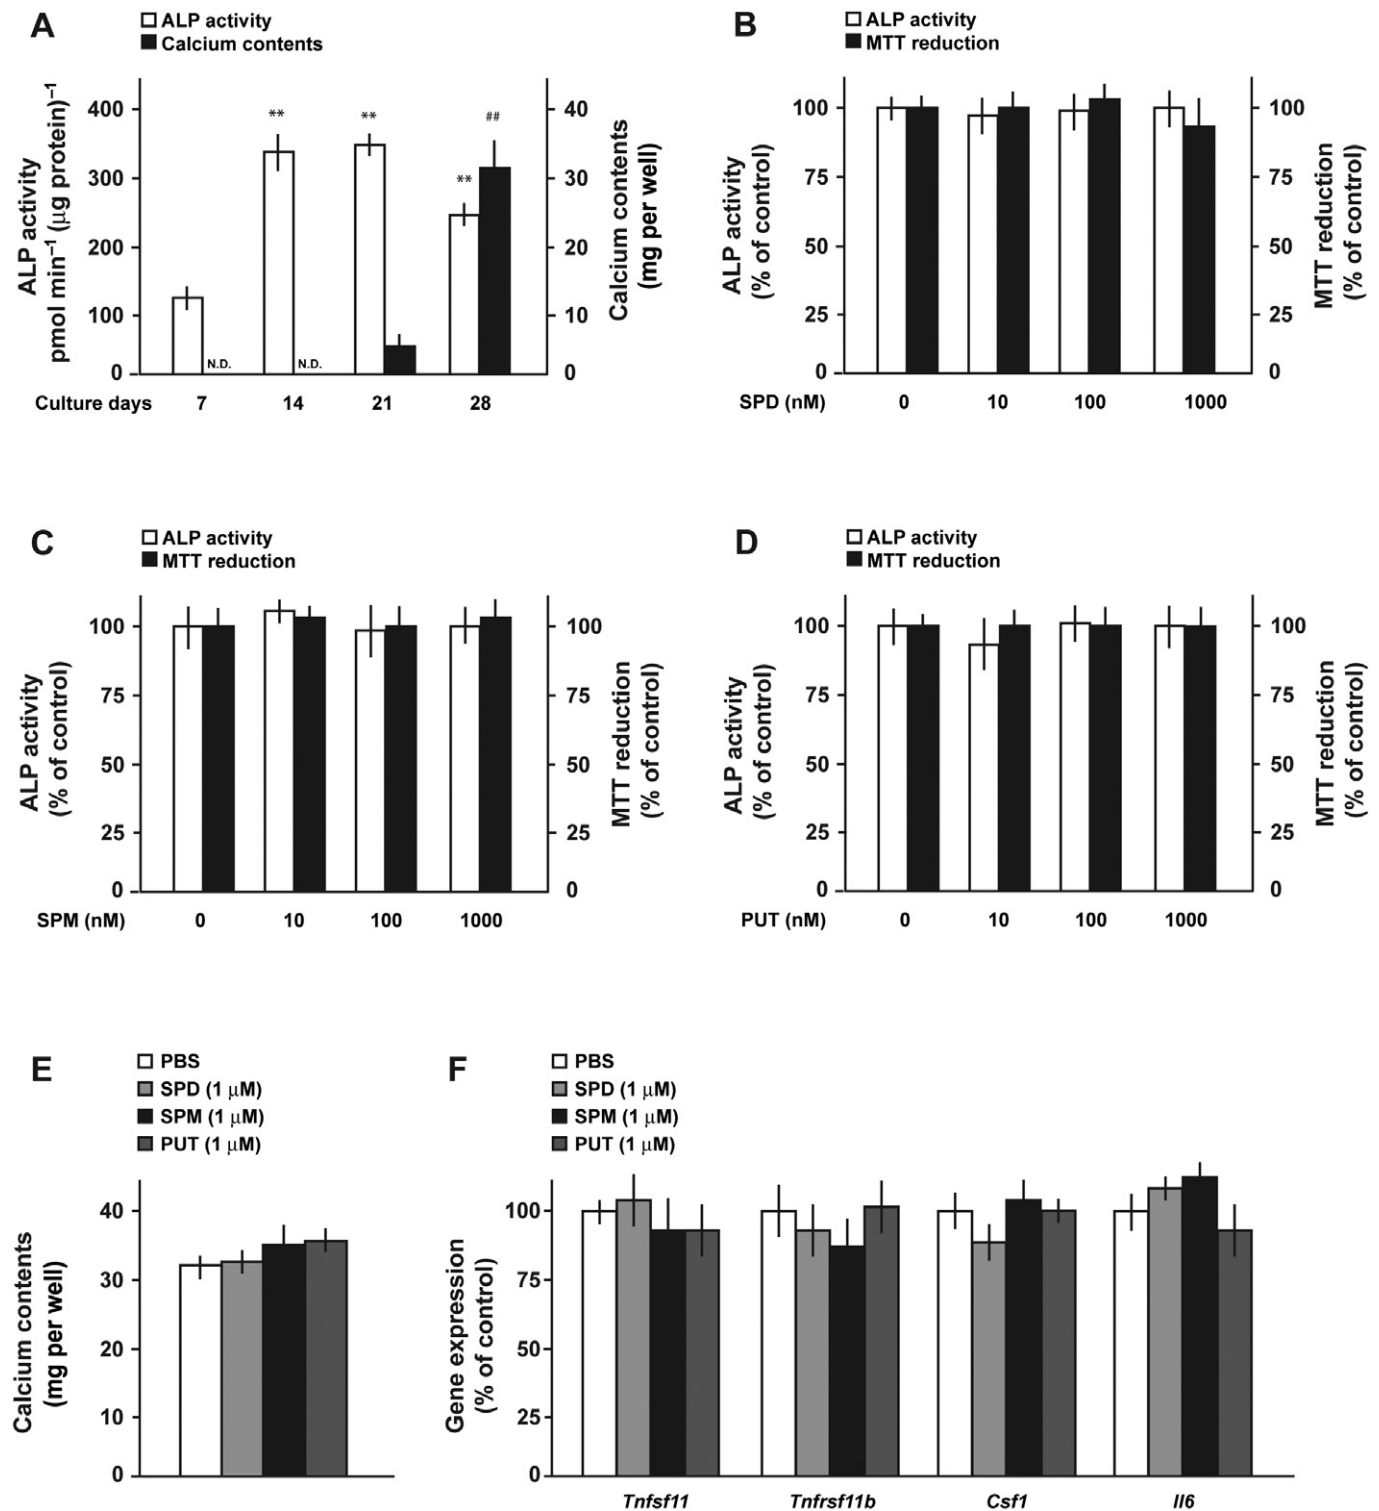 A
ALP activity
Calcium contents
ALP activity
pmol min⁻¹ (μg protein)⁻¹
400
300
200
100
0
**
**
**
##
N.D.
N.D.
40
30
20
10
0
Calcium contents
(mg per well)
Culture days 7 14 21 28
B
ALP activity
MTT reduction
ALP activity
(% of control)
100
75
50
25
0
100
75
50
25
0
MTT reduction
(% of control)
SPD (nM) 0 10 100 1000
C
ALP activity
MTT reduction
ALP activity
(% of control)
100
75
50
25
0
100
75
50
25
0
MTT reduction
(% of control)
SPM (nM) 0 10 100 1000
D
ALP activity
MTT reduction
ALP activity
(% of control)
100
75
50
25
0
100
75
50
25
0
MTT reduction
(% of control)
PUT (nM) 0 10 100 1000
E
PBS
SPD (1 μM)
SPM (1 μM)
PUT (1 μM)
Calcium contents
(mg per well)
40
30
20
10
0
F
PBS
SPD (1 μM)
SPM (1 μM)
PUT (1 μM)
Gene expression
(% of control)
100
75
50
25
0
Tnfsf11 Tnfrsf11b Csf1 Il6